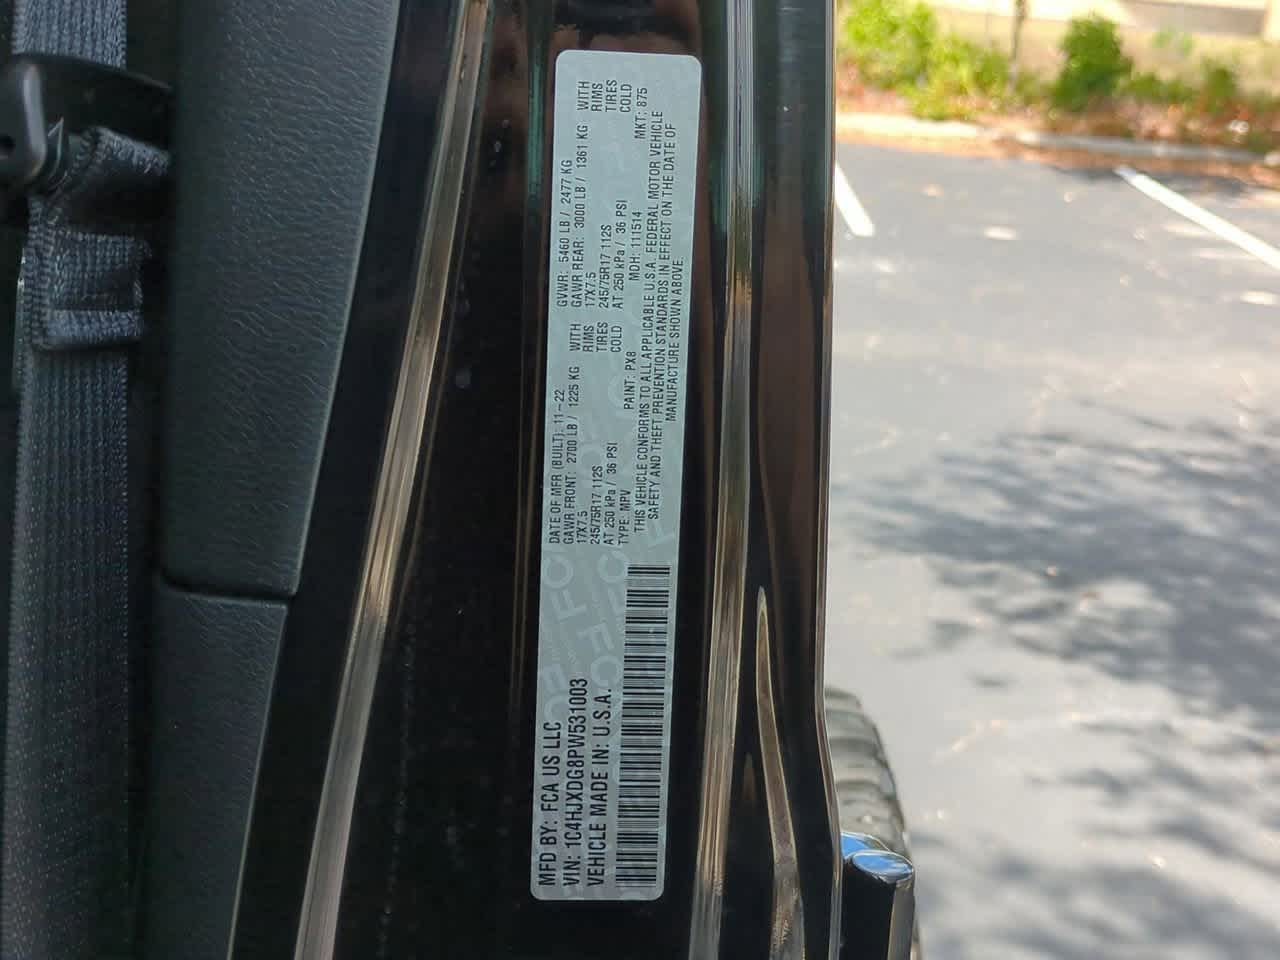 MFD BY: FCA US LLC
VIN: 1C4HJXDG8PW531003
VEHICLE MADE IN: U.S.A.
DATE OF MFR (BUILT): 11-22 GVWR: 5460 LB / 2477 KG
GAWR FRONT: 2700 LB / 1225 KG WITH GAWR REAR: 3000 LB / 1361 KG WITH
17X7.5 RIMS 17X7.5 RIMS
245/75R17 112S TIRES 245/75R17 112S TIRES
AT 250 kPa / 36 PSI COLD AT 250 kPa / 36 PSI COLD
TYPE: MPV PAINT: PX8 MDH: 111514 MKT: 875
THIS VEHICLE CONFORMS TO ALL APPLICABLE U.S.A. FEDERAL MOTOR VEHICLE
SAFETY AND THEFT PREVENTION STANDARDS IN EFFECT ON THE DATE OF
MANUFACTURE SHOWN ABOVE.